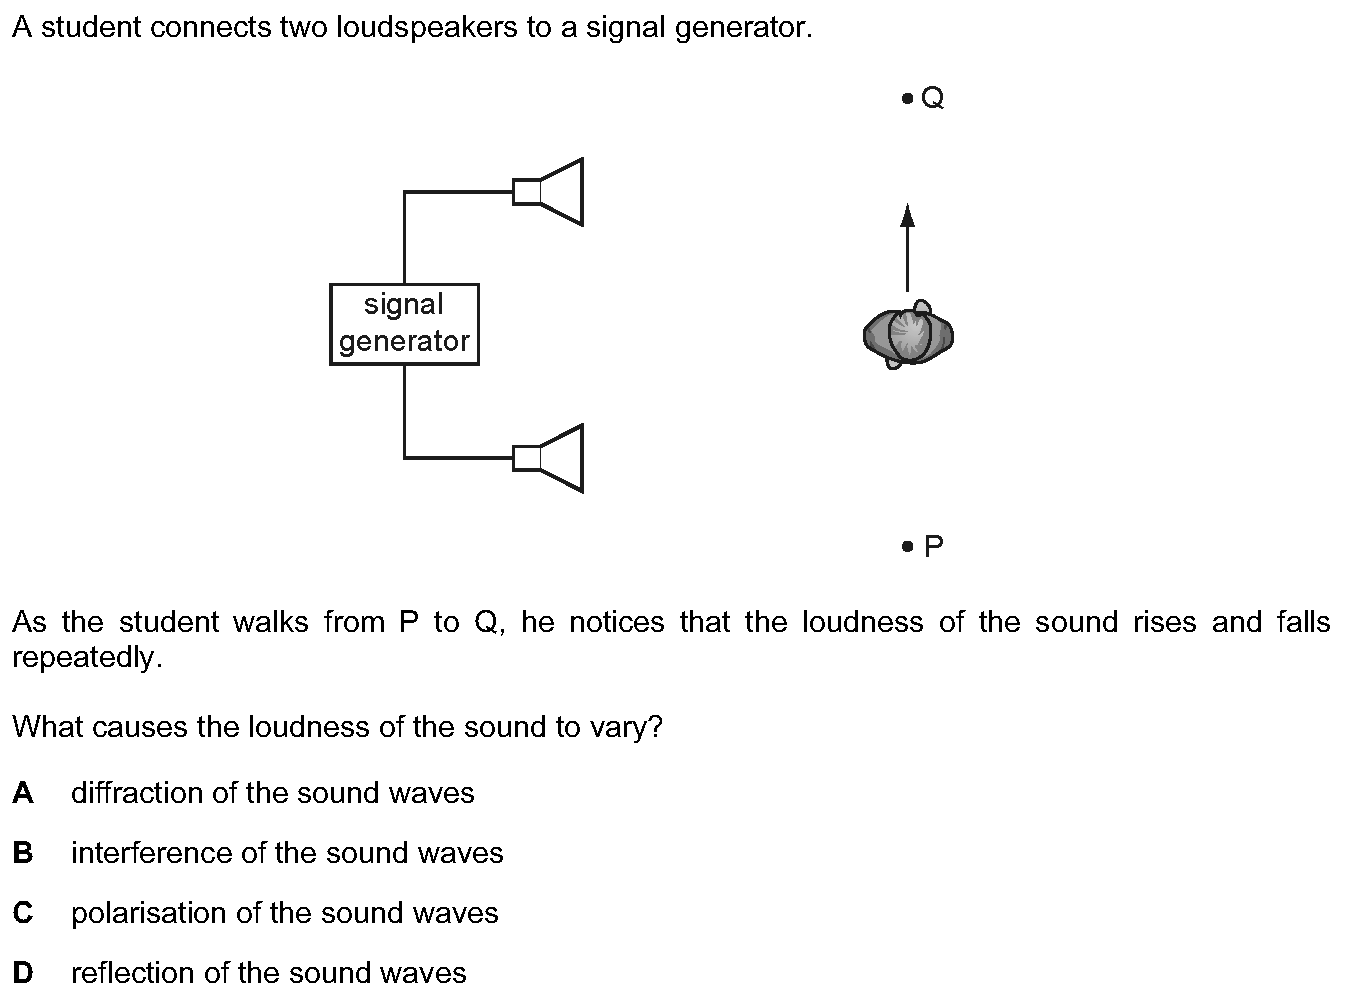 A student connects two loudspeakers to a signal generator.
Q
signal
generator
P
As the student walks from P to Q, he notices that the loudness of the sound rises and falls
repeatedly.
What causes the loudness of the sound to vary?
A diffraction of the sound waves
B interference of the sound waves
C polarisation of the sound waves
D reflection of the sound waves